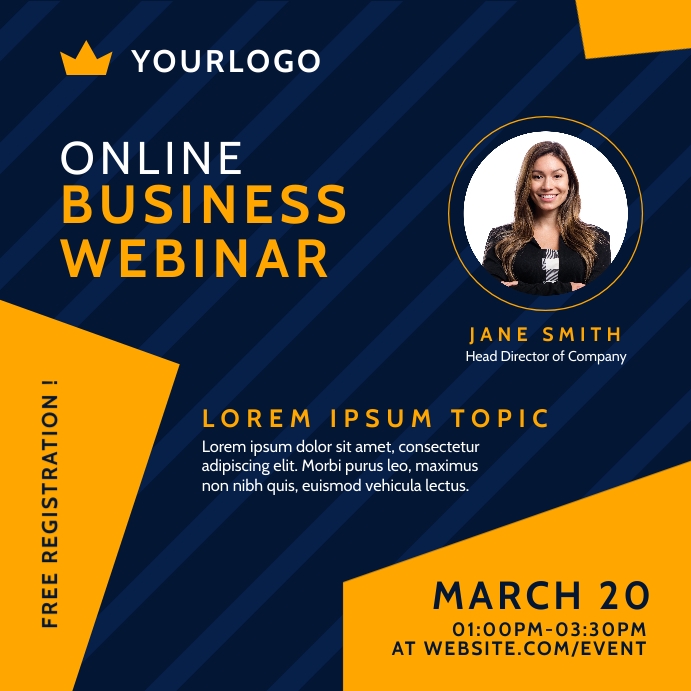 YOURLOGO
ONLINE
BUSINESS
WEBINAR
JANE SMITH
Head Director of Company
LOREM IPSUM TOPIC
Lorem ipsum dolor sit amet, consectetur
adipiscing elit. Morbi purus leo, maximus
non nibh quis, euismod vehicula lectus.
FREE REGISTRATION !
MARCH 20
01:00PM-03:30PM
AT WEBSITE.COM/EVENT